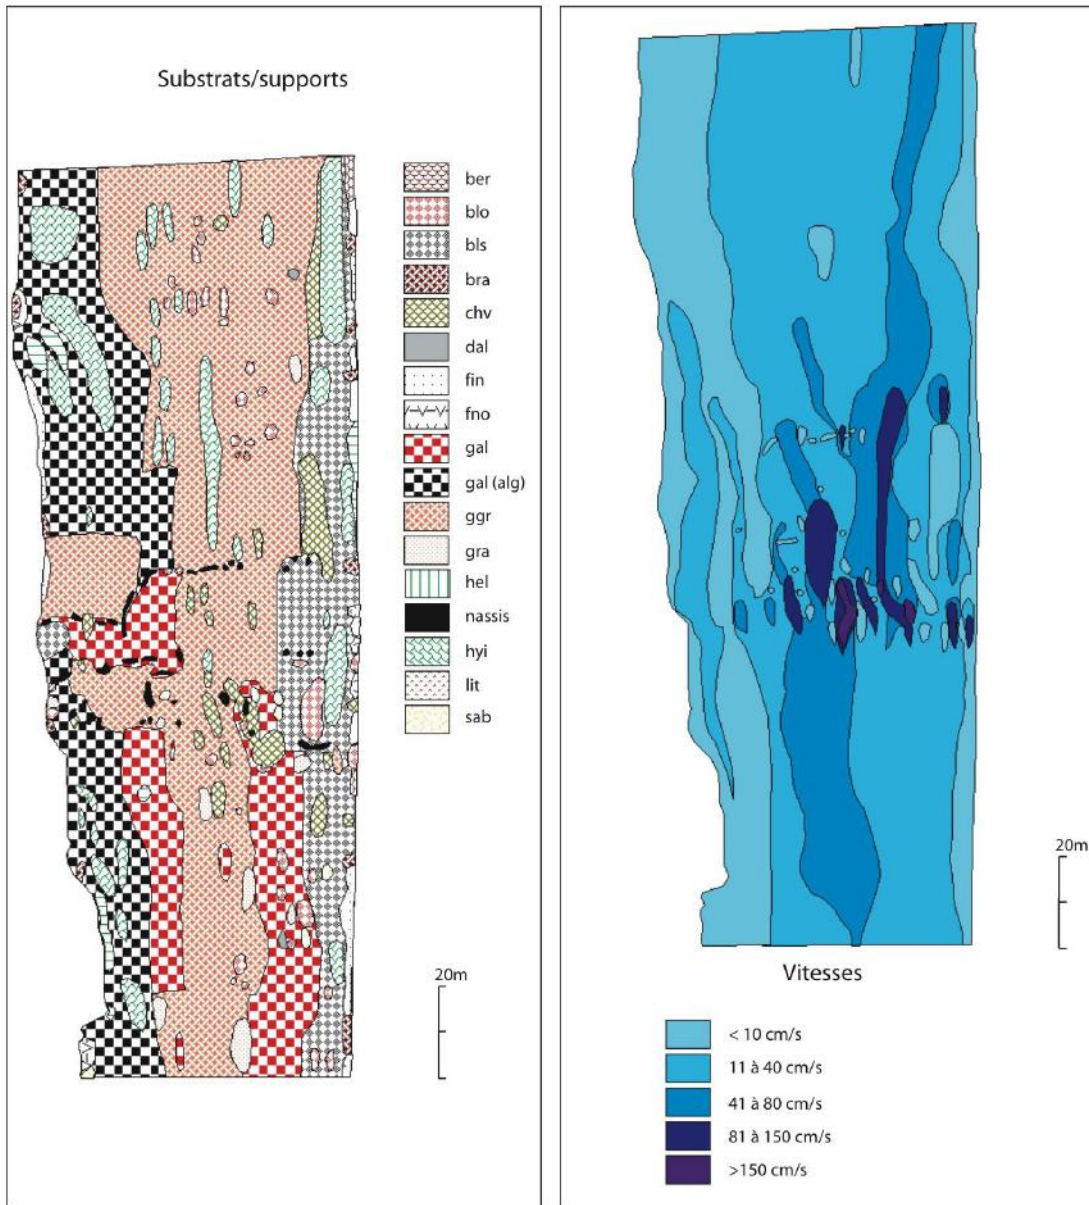 Substrats/supports
ber
blo
bls
bra
chv
dal
fin
fno
gal
gal (alg)
ggr
gra
hel
nassis
hyi
lit
sab
20m
20m
Vitesses
< 10 cm/s
11 à 40 cm/s
41 à 80 cm/s
81 à 150 cm/s
>150 cm/s